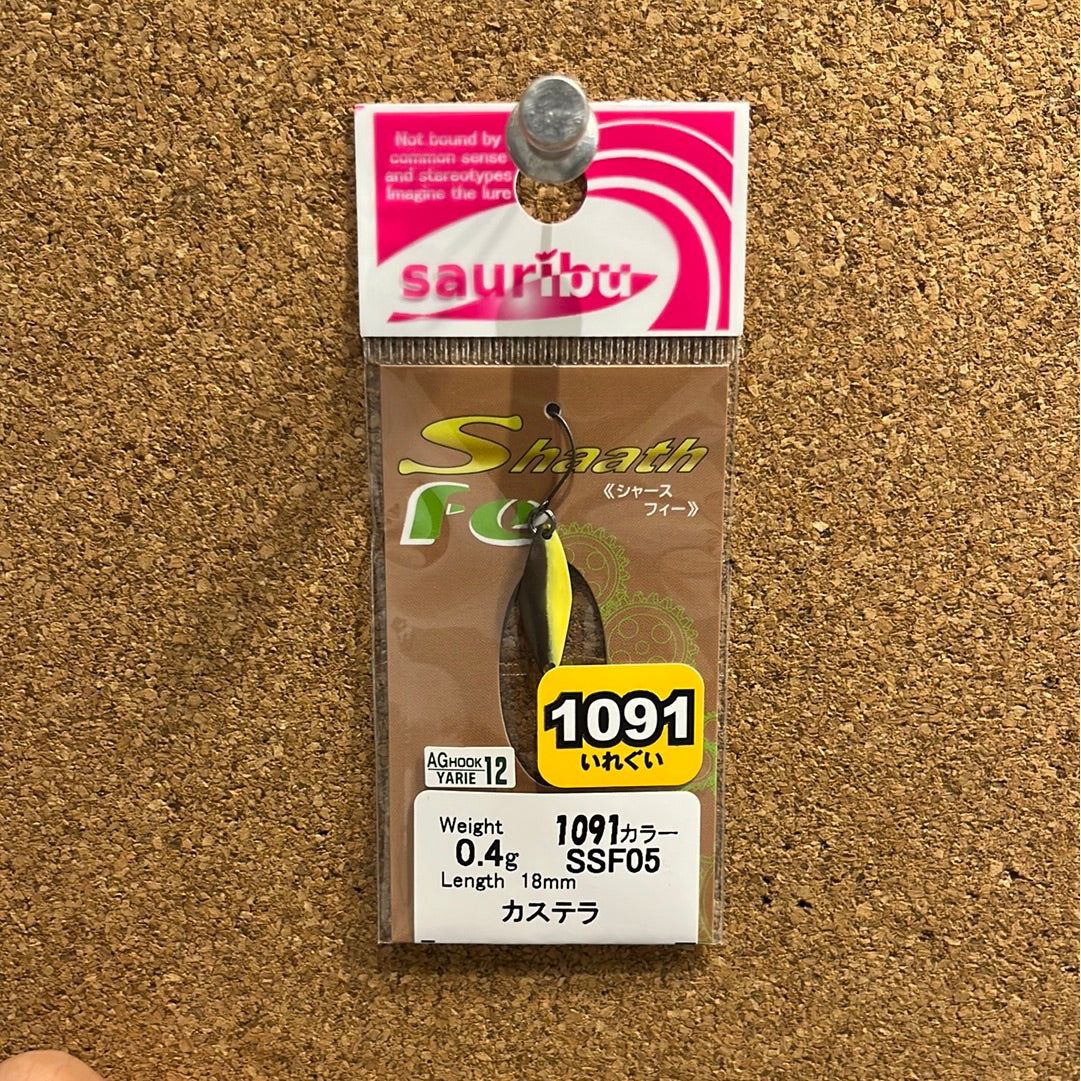 Not bound by
common sense
and stereotypes
Imagine the lure
sauribu
Shaath
《シャース
フィー》
1091
いれぐい
AGHOOK
YARIE 12
Weight 1091カラー
0.4g SSF05
Length 18mm
カステラ